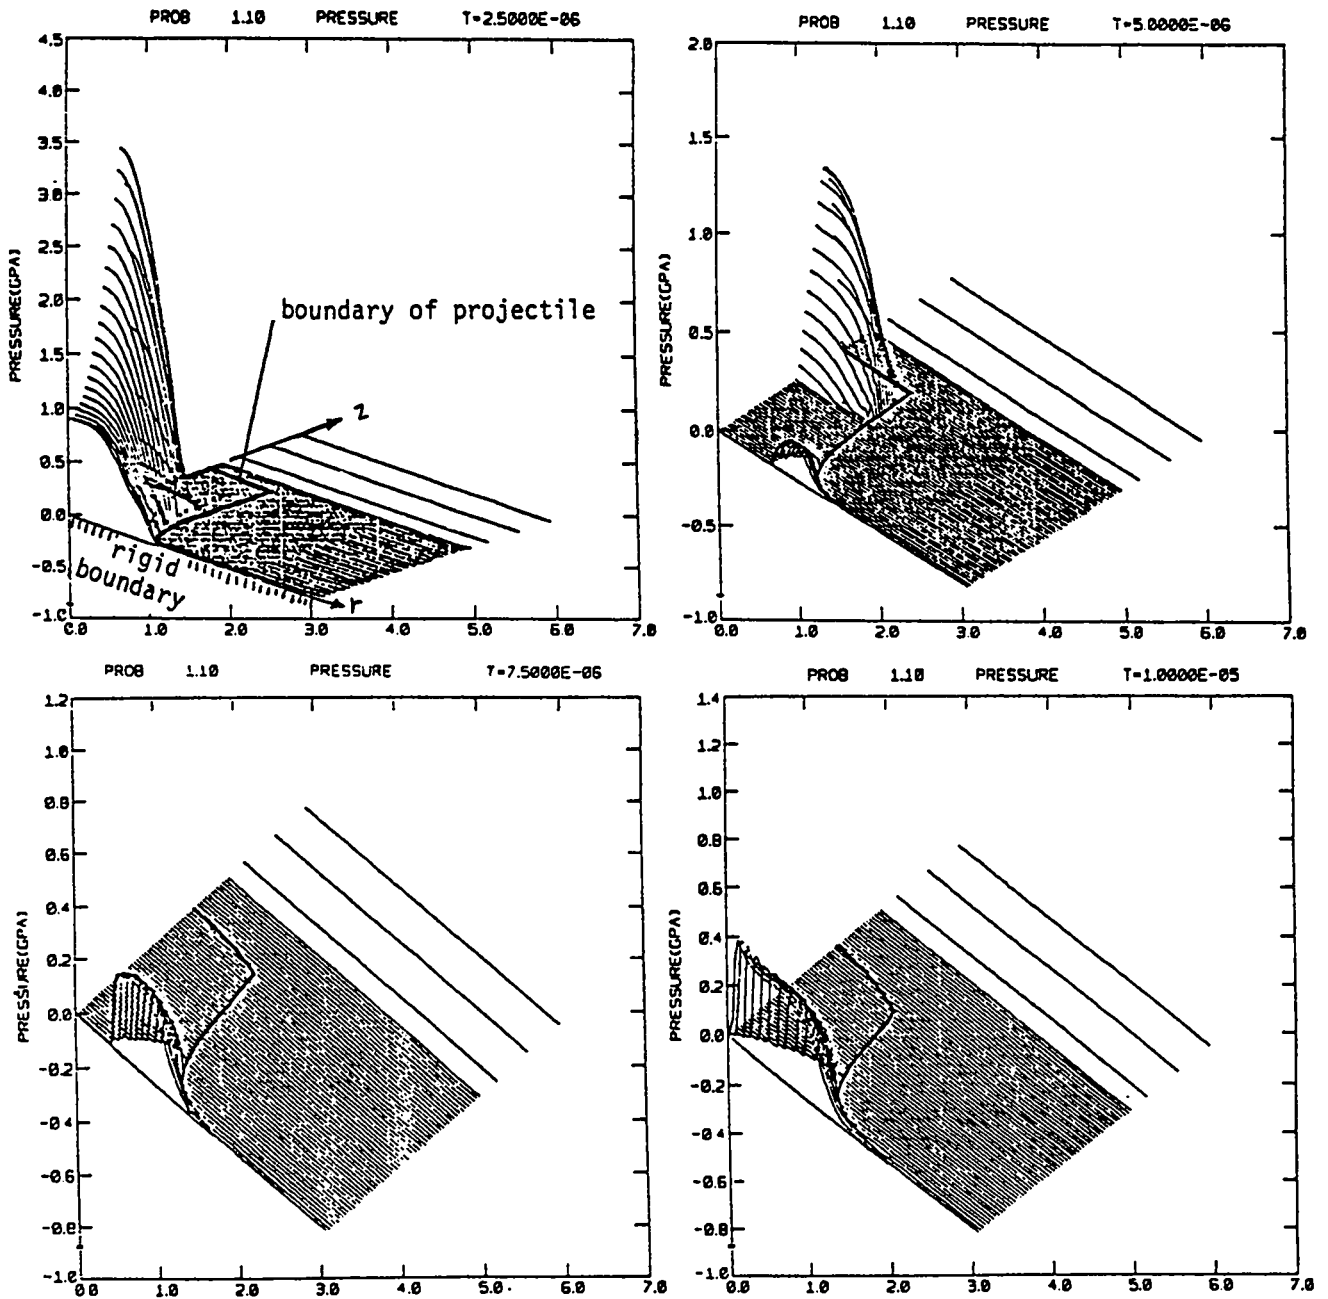 PROB 1.10 PRESSURE T=2.5000E-06
4.5
4.0
3.5
3.0
2.5
2.0
1.5
1.0
0.5
0.0
-0.5
-1.0
PRESSURE(GPA)
boundary of projectile
z
rigid
boundary
r
0.0 1.0 2.0 3.0 4.0 5.0 6.0 7.0
PROB 1.10 PRESSURE T=5.0000E-06
2.0
1.5
1.0
0.5
0.0
-0.5
-1.0
PRESSURE(GPA)
0.0 1.0 2.0 3.0 4.0 5.0 6.0 7.0
PROB 1.10 PRESSURE T=7.5000E-06
1.2
1.0
0.8
0.6
0.4
0.2
0.0
-0.2
-0.4
-0.6
-0.8
-1.0
PRESSURE(GPA)
0.0 1.0 2.0 3.0 4.0 5.0 6.0 7.0
PROB 1.10 PRESSURE T=1.0000E-05
1.4
1.2
1.0
0.8
0.6
0.4
0.2
0.0
-0.2
-0.4
-0.6
-0.8
-1.0
PRESSURE(GPA)
0.0 1.0 2.0 3.0 4.0 5.0 6.0 7.0